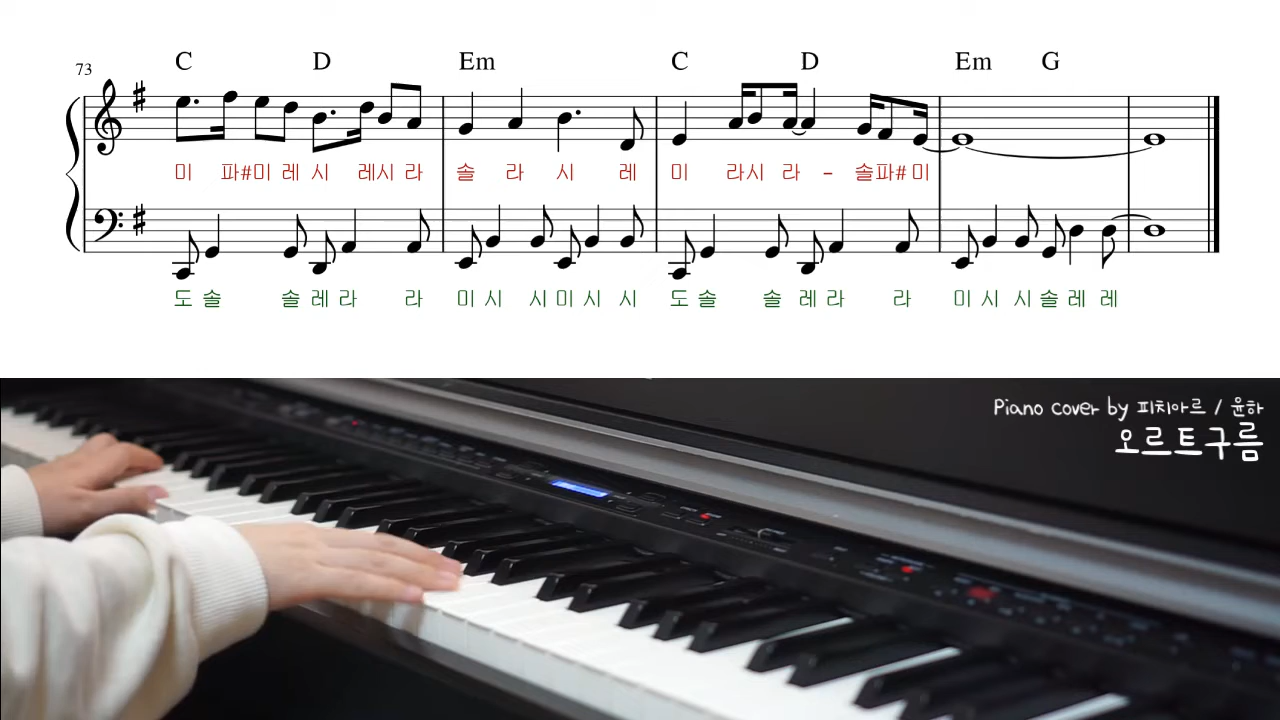 C D Em C D Em G
73
미 파#미 레 시 레시 라 솔 라 시 레 미 라시 라 - 솔파# 미
도 솔 솔 레 라 라 미 시 시 미 시 시 도 솔 솔 레 라 라 미 시 시 솔 레 레
Piano cover by 피치아르 / 윤하
오르트구름